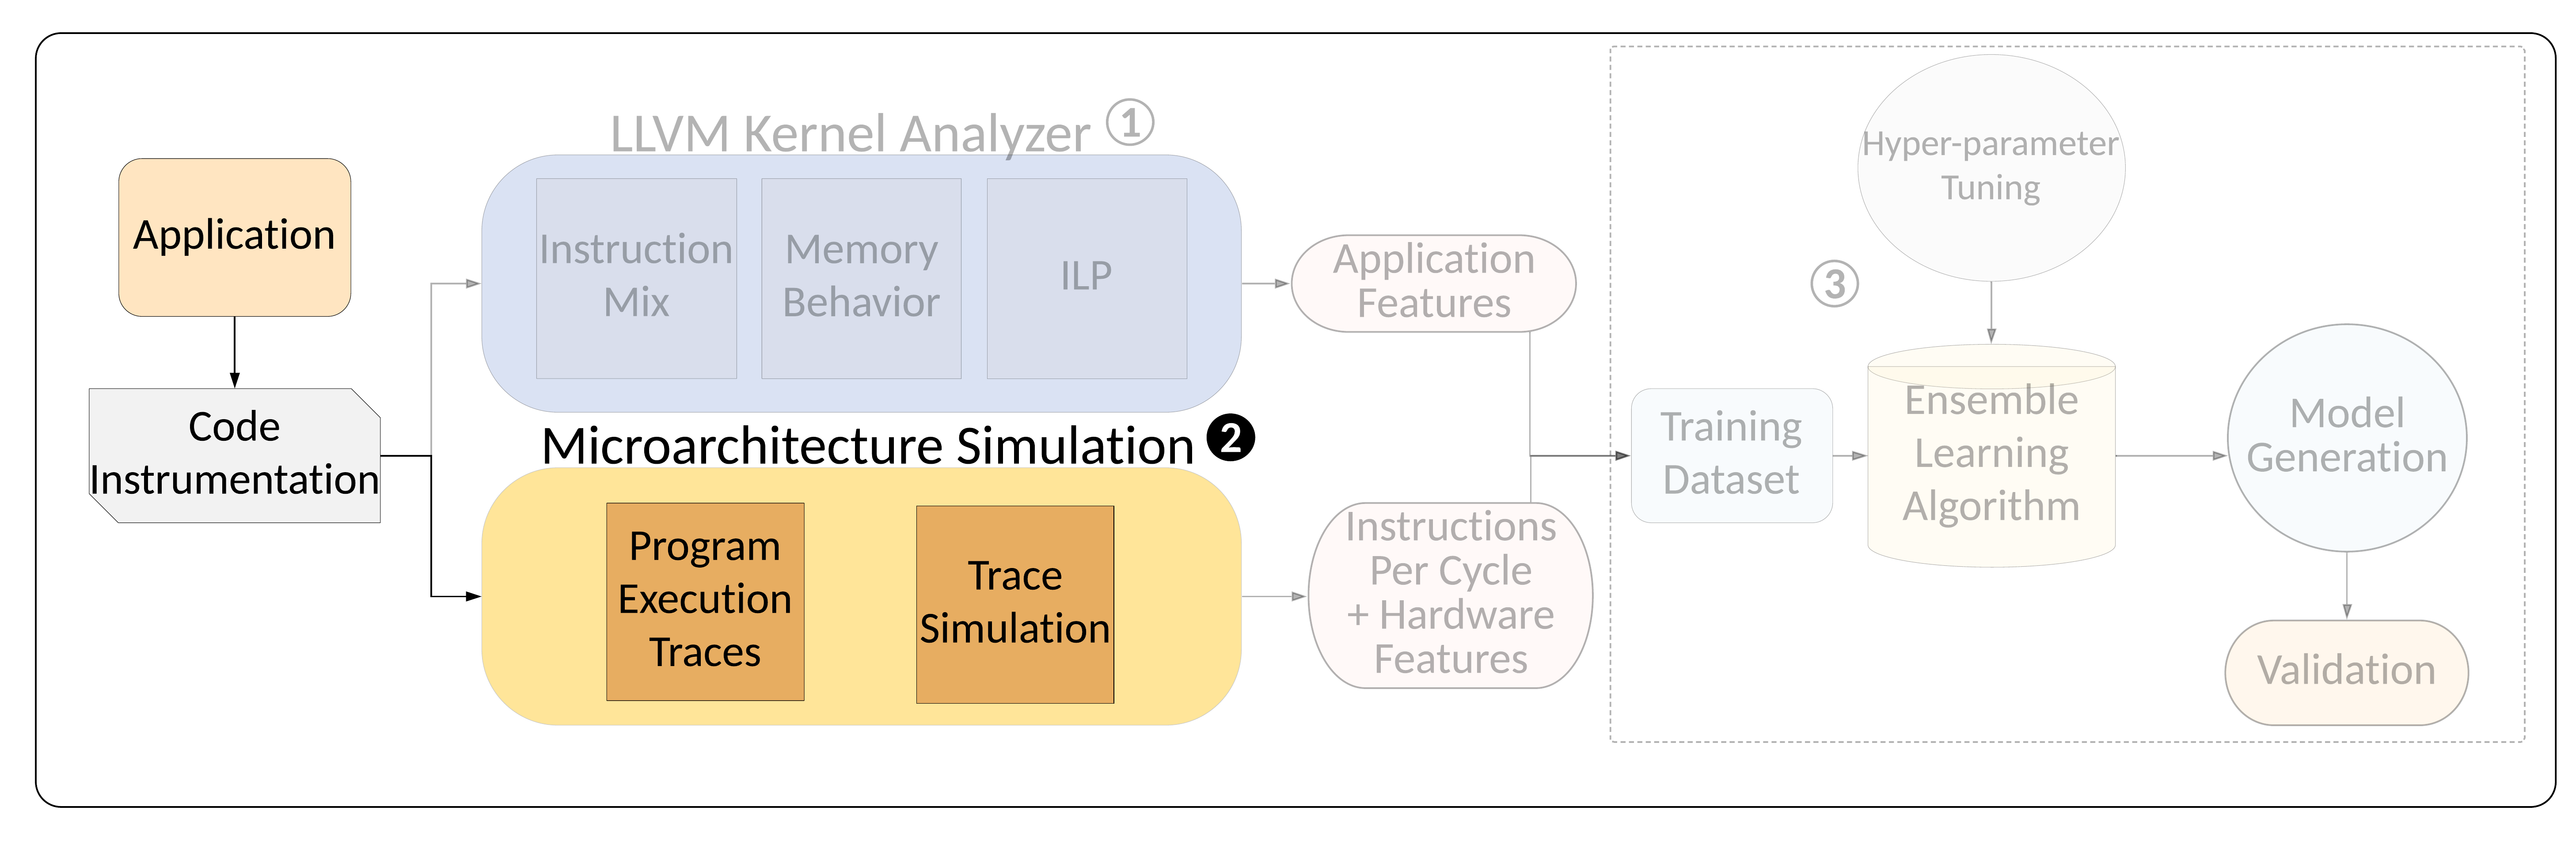 Application
Code
Instrumentation
LLVM Kernel Analyzer 1
Instruction
Mix
Memory
Behavior
ILP
Microarchitecture Simulation 2
Program
Execution
Traces
Trace
Simulation
Application
Features
Instructions
Per Cycle
+ Hardware
Features
3
Hyper-parameter
Tuning
Training
Dataset
Ensemble
Learning
Algorithm
Model
Generation
Validation